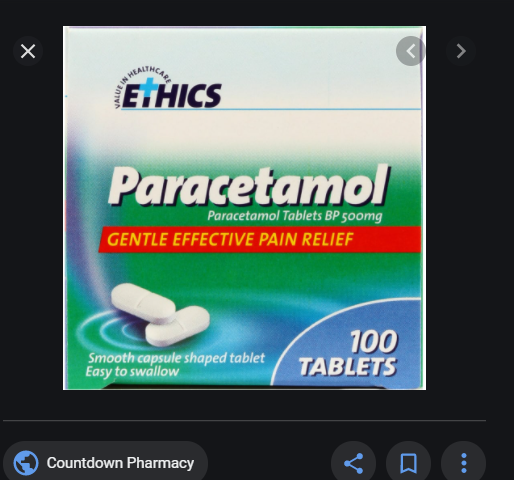 VALUE IN HEALTHCARE
ETHICS
Paracetamol
Paracetamol Tablets BP 500mg
GENTLE EFFECTIVE PAIN RELIEF
100
TABLETS
Smooth capsule shaped tablet
Easy to swallow
Countdown Pharmacy